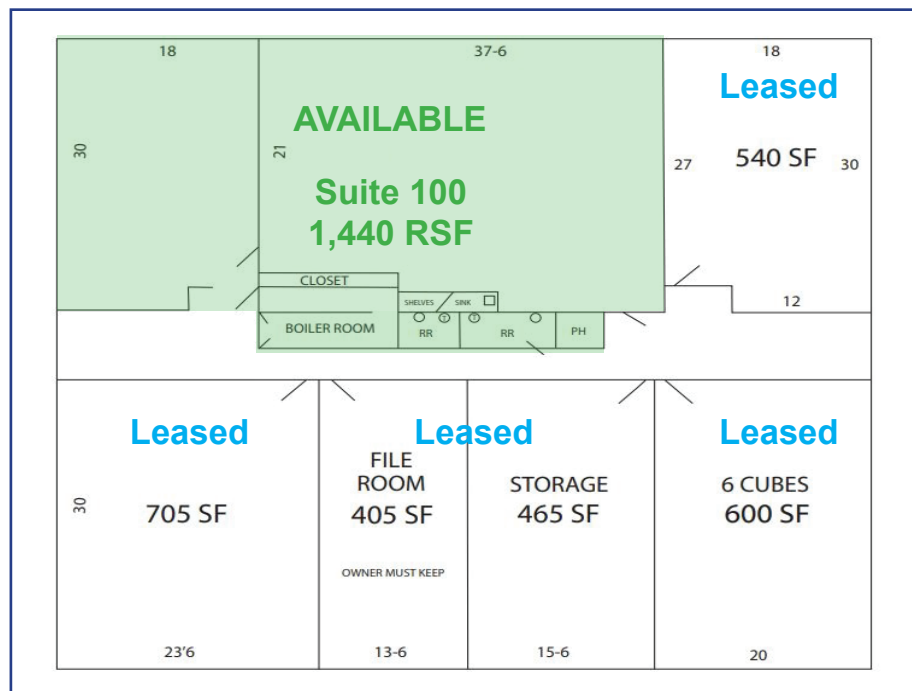 18
37-6
18
Leased
AVAILABLE
30
21
27
540 SF
30
Suite 100
1,440 RSF
CLOSET
SHELVES
SINK
12
BOILER ROOM
T
T
RR
RR
PH
Leased
Leased
Leased
FILE
ROOM
405 SF
STORAGE
465 SF
6 CUBES
600 SF
30
705 SF
OWNER MUST KEEP
23'6
13-6
15-6
20